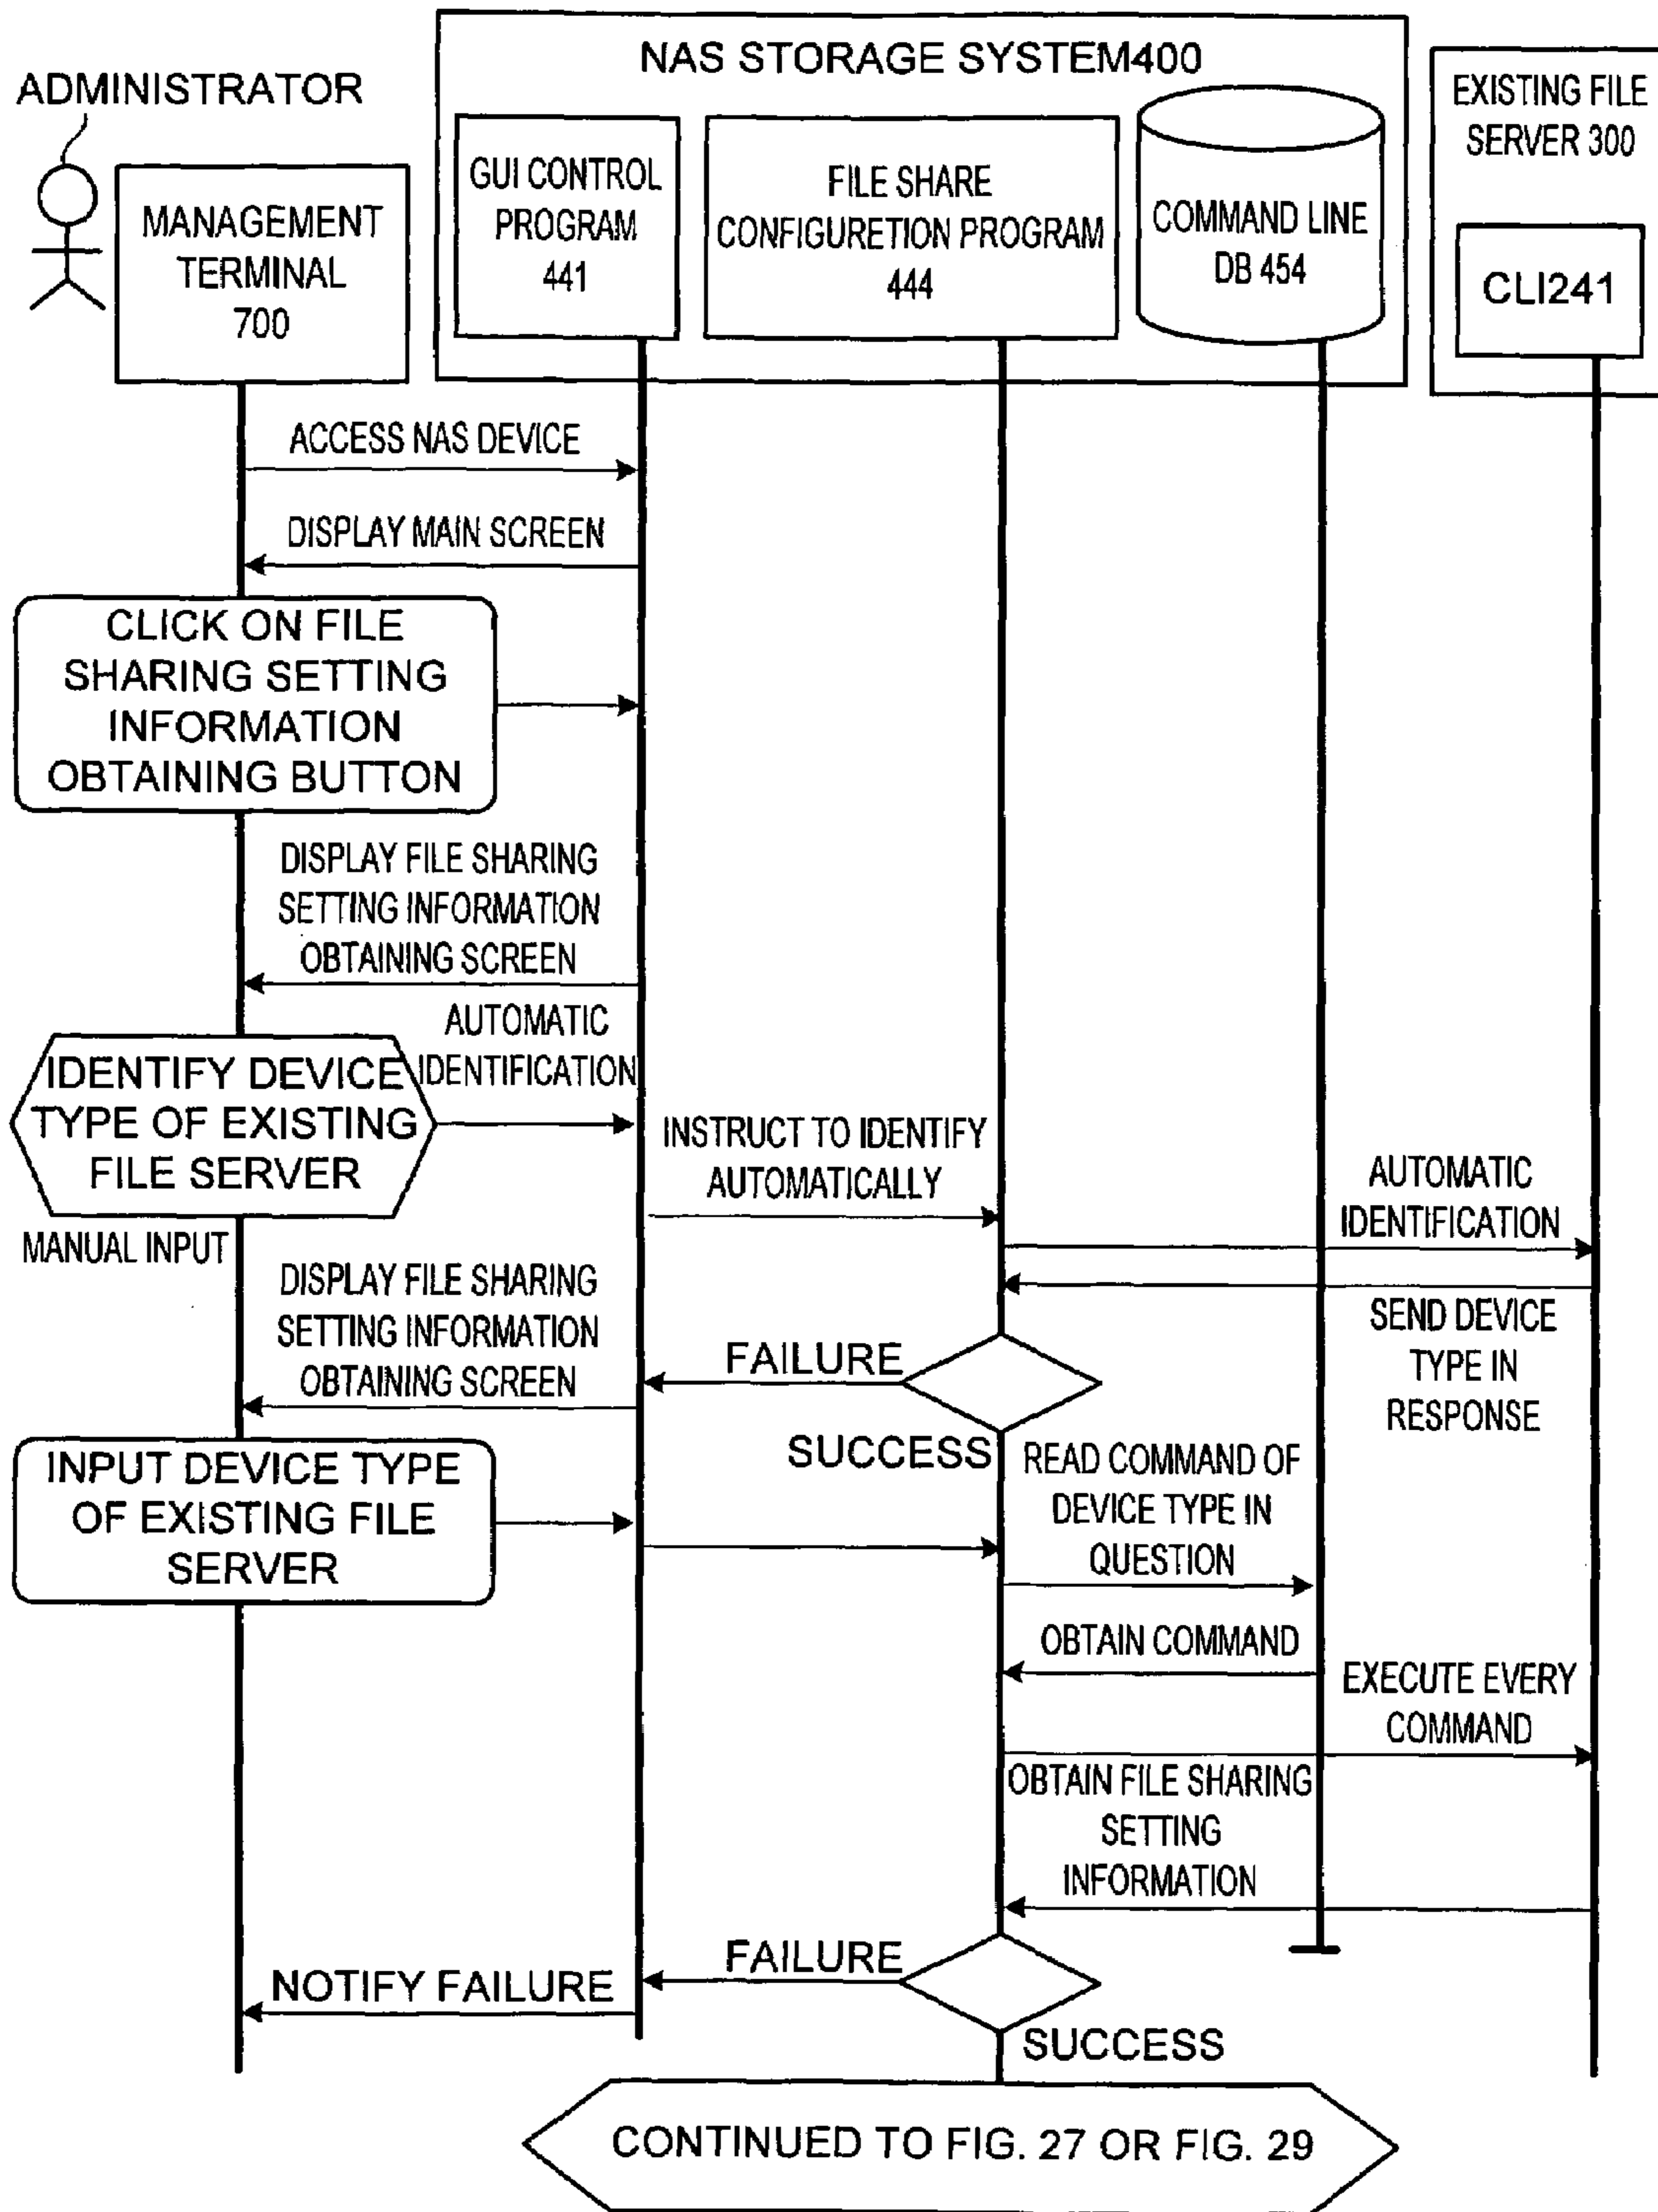 NAS STORAGE SYSTEM400
ADMINISTRATOR
EXISTING FILE
SERVER 300
MANAGEMENT
TERMINAL
700
GUI CONTROL
PROGRAM
441
FILE SHARE
CONFIGURETION PROGRAM
444
COMMAND LINE
DB 454
CLI241
ACCESS NAS DEVICE
DISPLAY MAIN SCREEN
CLICK ON FILE
SHARING SETTING
INFORMATION
OBTAINING BUTTON
DISPLAY FILE SHARING
SETTING INFORMATION
OBTAINING SCREEN
AUTOMATIC
IDENTIFICATION
IDENTIFY DEVICE
TYPE OF EXISTING
FILE SERVER
INSTRUCT TO IDENTIFY
AUTOMATICALLY
AUTOMATIC
IDENTIFICATION
MANUAL INPUT
DISPLAY FILE SHARING
SETTING INFORMATION
OBTAINING SCREEN
SEND DEVICE
TYPE IN
RESPONSE
FAILURE
SUCCESS
INPUT DEVICE TYPE
OF EXISTING FILE
SERVER
READ COMMAND OF
DEVICE TYPE IN
QUESTION
OBTAIN COMMAND
EXECUTE EVERY
COMMAND
OBTAIN FILE SHARING
SETTING
INFORMATION
FAILURE
NOTIFY FAILURE
SUCCESS
CONTINUED TO FIG. 27 OR FIG. 29